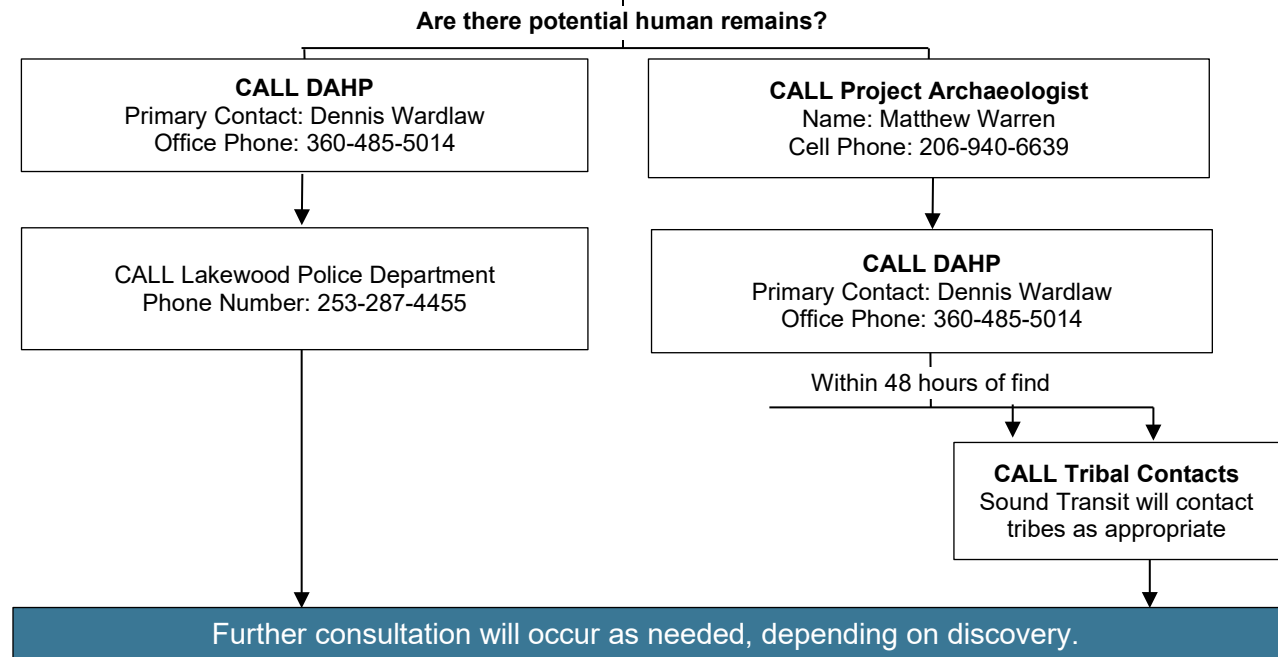 Are there potential human remains?
CALL DAHP
Primary Contact: Dennis Wardlaw
Office Phone: 360-485-5014
CALL Lakewood Police Department
Phone Number: 253-287-4455
CALL Project Archaeologist
Name: Matthew Warren
Cell Phone: 206-940-6639
CALL DAHP
Primary Contact: Dennis Wardlaw
Office Phone: 360-485-5014
Within 48 hours of find
CALL Tribal Contacts
Sound Transit will contact
tribes as appropriate
Further consultation will occur as needed, depending on discovery.